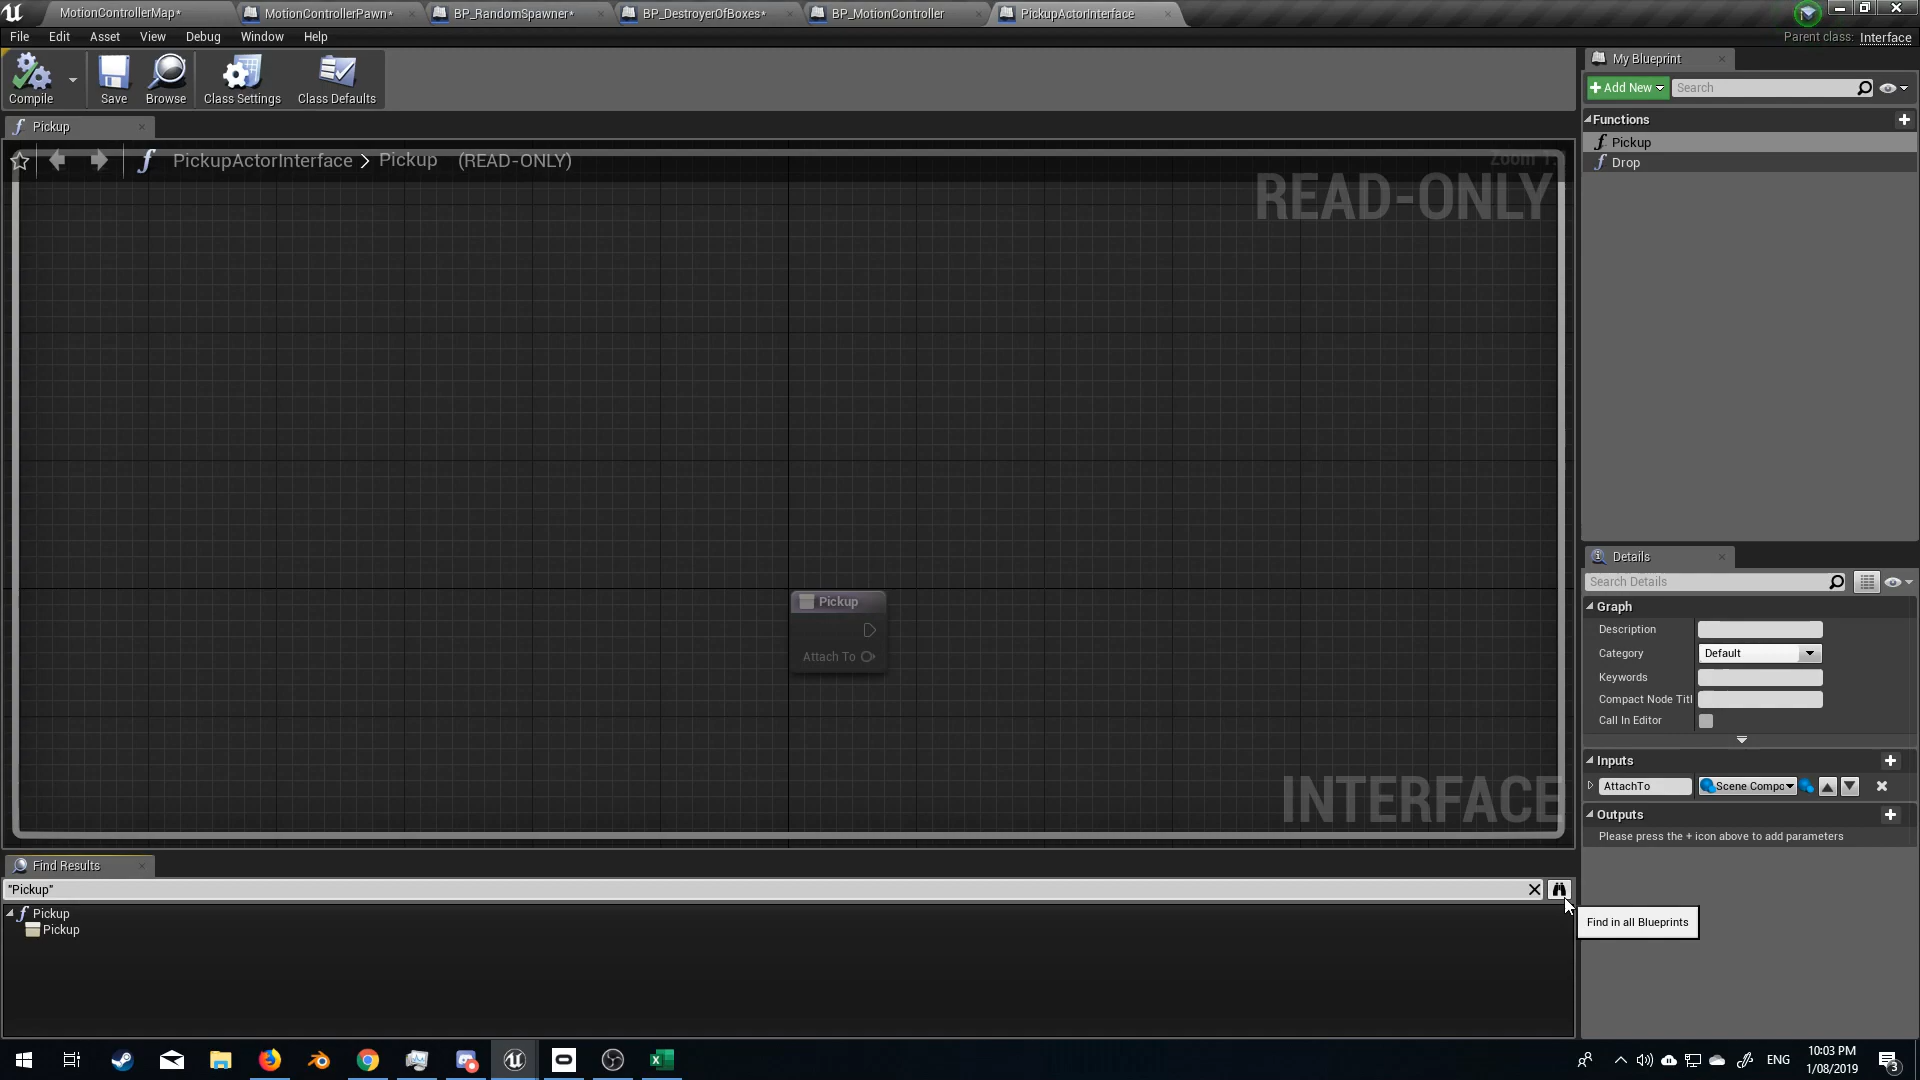 MotionControllerMap*
MotionControllerPawn*
BP_RandomSpawner*
BP_DestroyerOfBoxes*
BP_MotionController
PickupActorInterface
File
Edit
Asset
View
Debug
Window
Help
Parent class: Interface
Compile
Save
Browse
Class Settings
Class Defaults
Pickup
PickupActorInterface > Pickup (READ-ONLY)
Zoom
READ-ONLY
Pickup
Attach To
INTERFACE
Find Results
"Pickup"
Pickup
Pickup
Find in all Blueprints
My Blueprint
+ Add New
Search
Functions
Pickup
Drop
Details
Search Details
Graph
Description
Category
Default
Keywords
Compact Node Titl
Call In Editor
Inputs
AttachTo
Scene Compo
Outputs
Please press the + icon above to add parameters
ENG
10:03 PM
1/08/2019
3